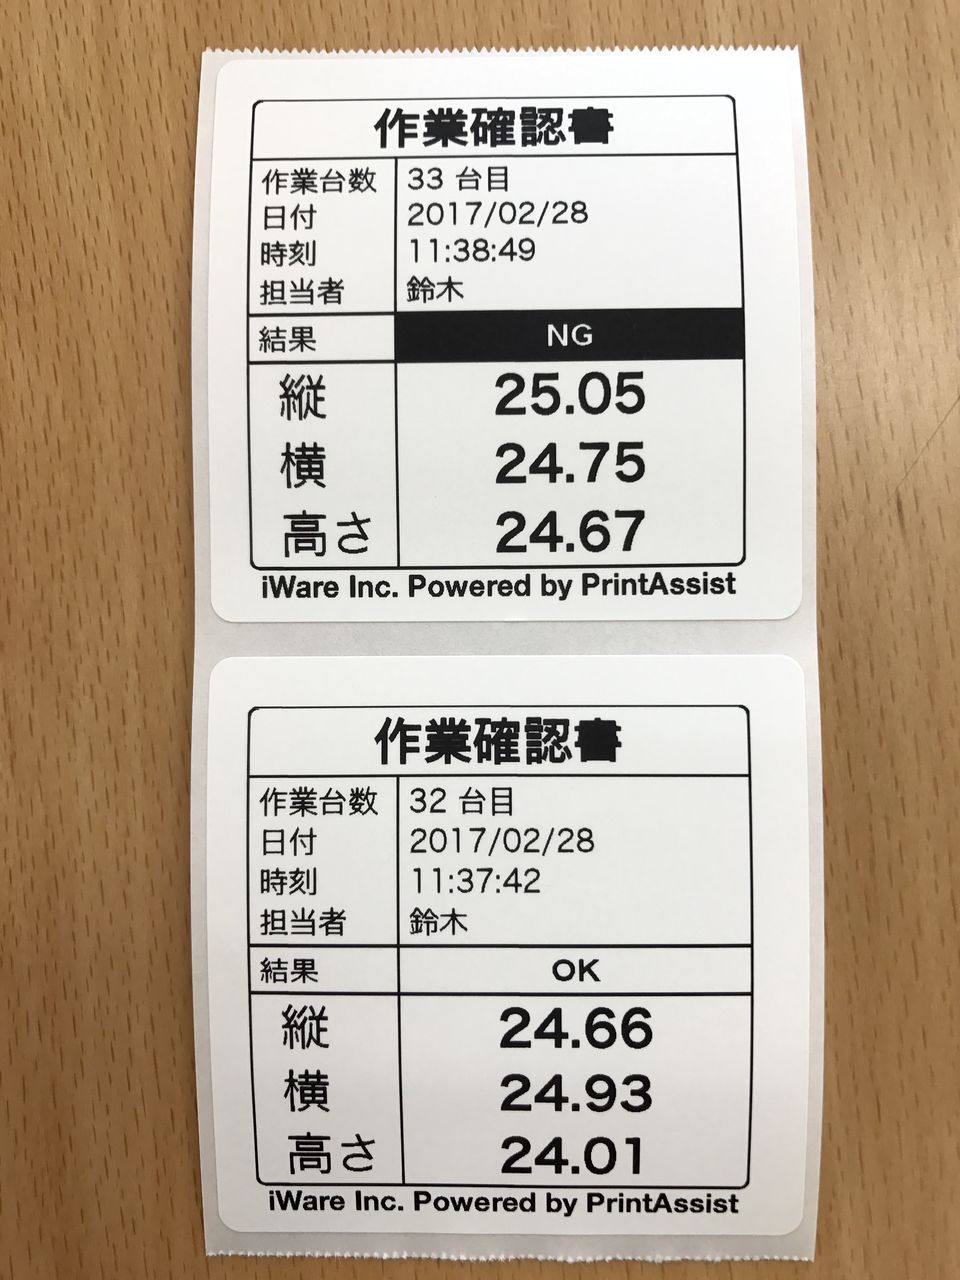 作業確認書
作業台数 33 台目
日付 2017/02/28
時刻 11:38:49
担当者 鈴木
結果 NG
縦 25.05
横 24.75
高さ 24.67
iWare Inc. Powered by PrintAssist
作業確認書
作業台数 32 台目
日付 2017/02/28
時刻 11:37:42
担当者 鈴木
結果 OK
縦 24.66
横 24.93
高さ 24.01
iWare Inc. Powered by PrintAssist